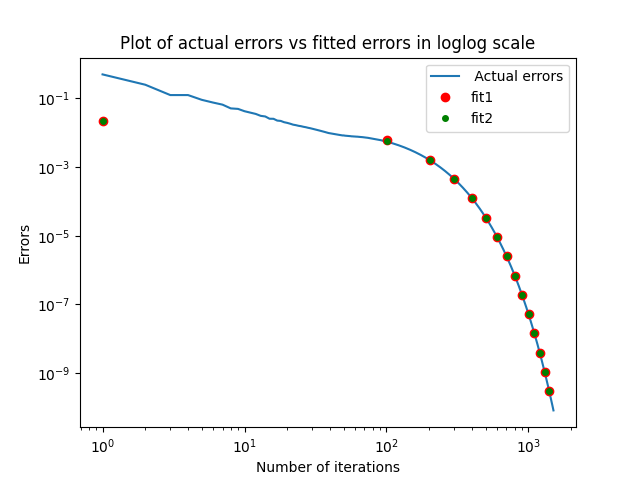 Plot of actual errors vs fitted errors in loglog scale
Actual errors
fit1
fit2
Errors
10⁻¹
10⁻³
10⁻⁵
10⁻⁷
10⁻⁹
10⁰ 10¹ 10² 10³
Number of iterations